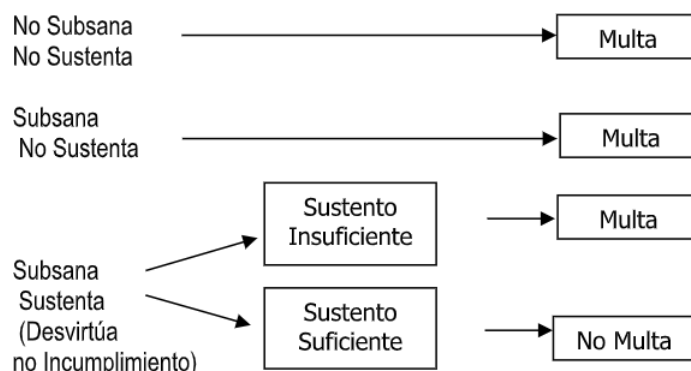 No Subsana
No Sustenta
Multa
Subsana
No Sustenta
Multa
Sustento
Insuficiente
Multa
Subsana
Sustenta
(Desvirtúa
no Incumplimiento)
Sustento
Suficiente
No Multa